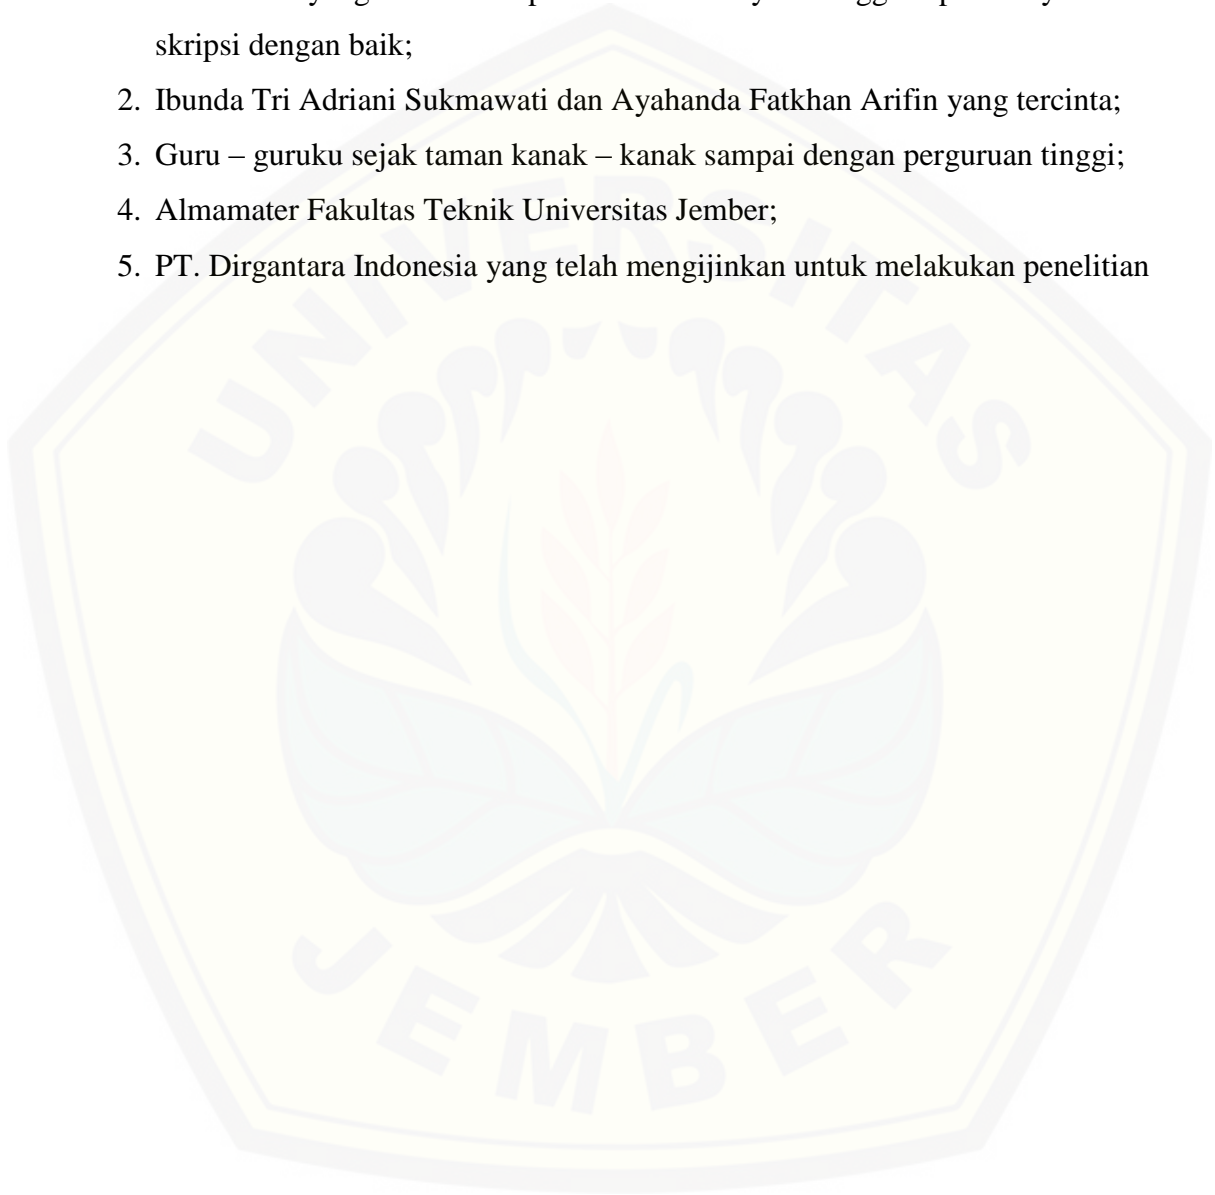 skripsi dengan baik;
2. Ibunda Tri Adriani Sukmawati dan Ayahanda Fatkhan Arifin yang tercinta;
3. Guru – guruku sejak taman kanak – kanak sampai dengan perguruan tinggi;
4. Almamater Fakultas Teknik Universitas Jember;
5. PT. Dirgantara Indonesia yang telah mengijinkan untuk melakukan penelitian
UNIVERSITAS
JEMBER